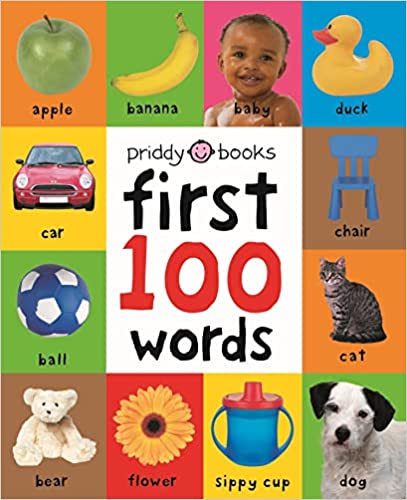 apple
banana
baby
duck
priddy books
first
100
words
car
chair
ball
cat
bear
flower
sippy cup
dog